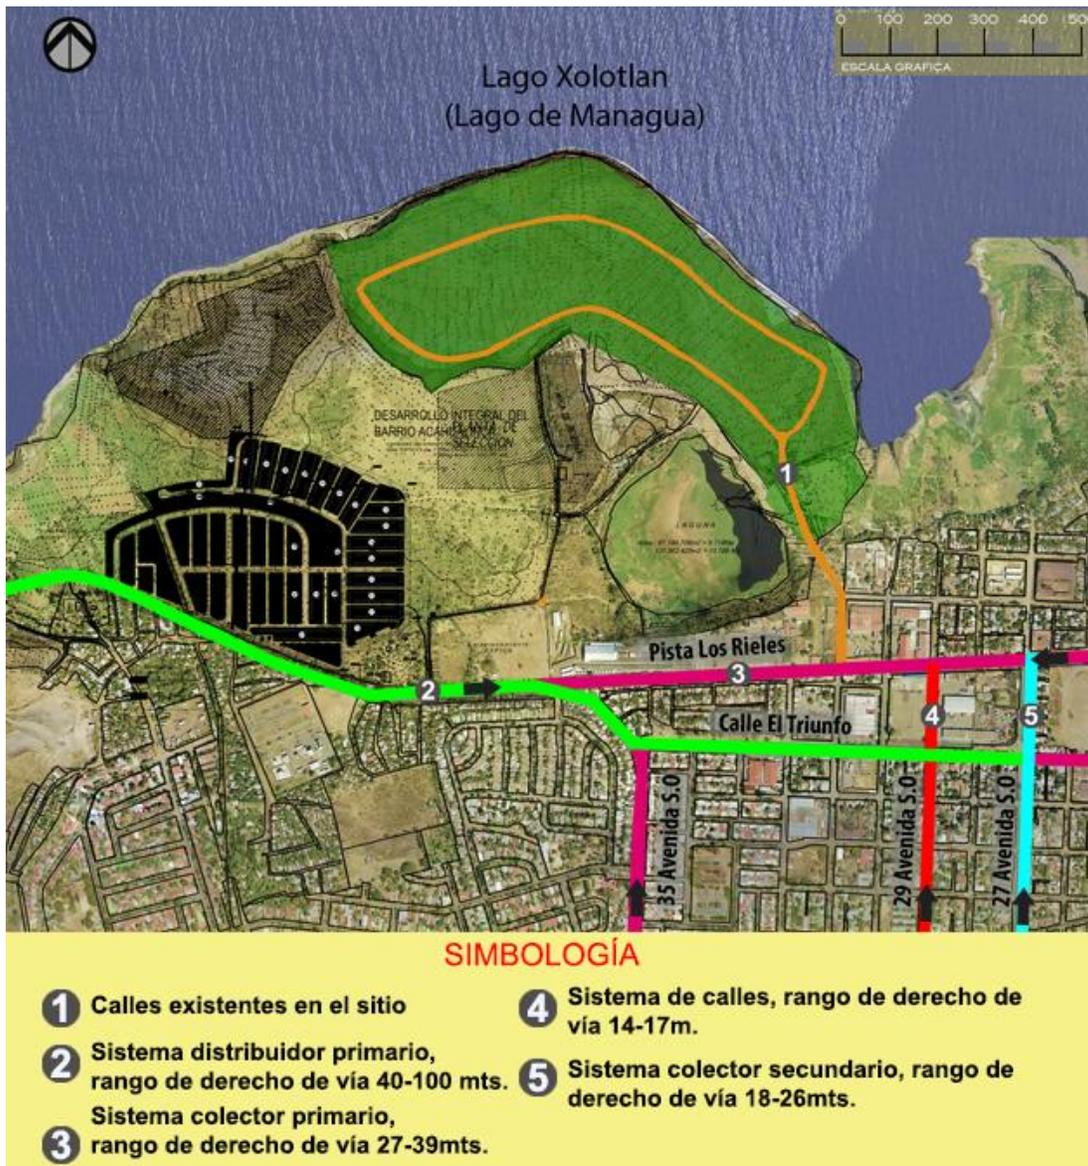 0 100 200 300 400 500
ESCALA GRAFICA
Lago Xolotlan
(Lago de Managua)
DESARROLLO INTEGRAL DEL
BARRIO
1
LAGUNA
Pista Los Rieles
3
2
Calle El Triunfo
4
5
35 Avenida S.O
29 Avenida S.O
27 Avenida S.O
SIMBOLOGÍA
1 Calles existentes en el sitio
2 Sistema distribuidor primario,
rango de derecho de vía 40-100 mts.
3 Sistema colector primario,
rango de derecho de vía 27-39mts.
4 Sistema de calles, rango de derecho de
vía 14-17m.
5 Sistema colector secundario, rango de
derecho de vía 18-26mts.